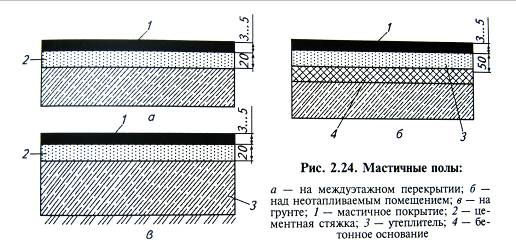 1
3...5
2
20
а
1
3...5
2
20
3
в
1
3...5
50
4
б
3
Рис. 2.24. Мастичные полы:
а — на междуэтажном перекрытии; б —
над неотапливаемым помещением; в — на
грунте; 1 — мастичное покрытие; 2 — це-
ментная стяжка; 3 — утеплитель; 4 — бе-
тонное основание